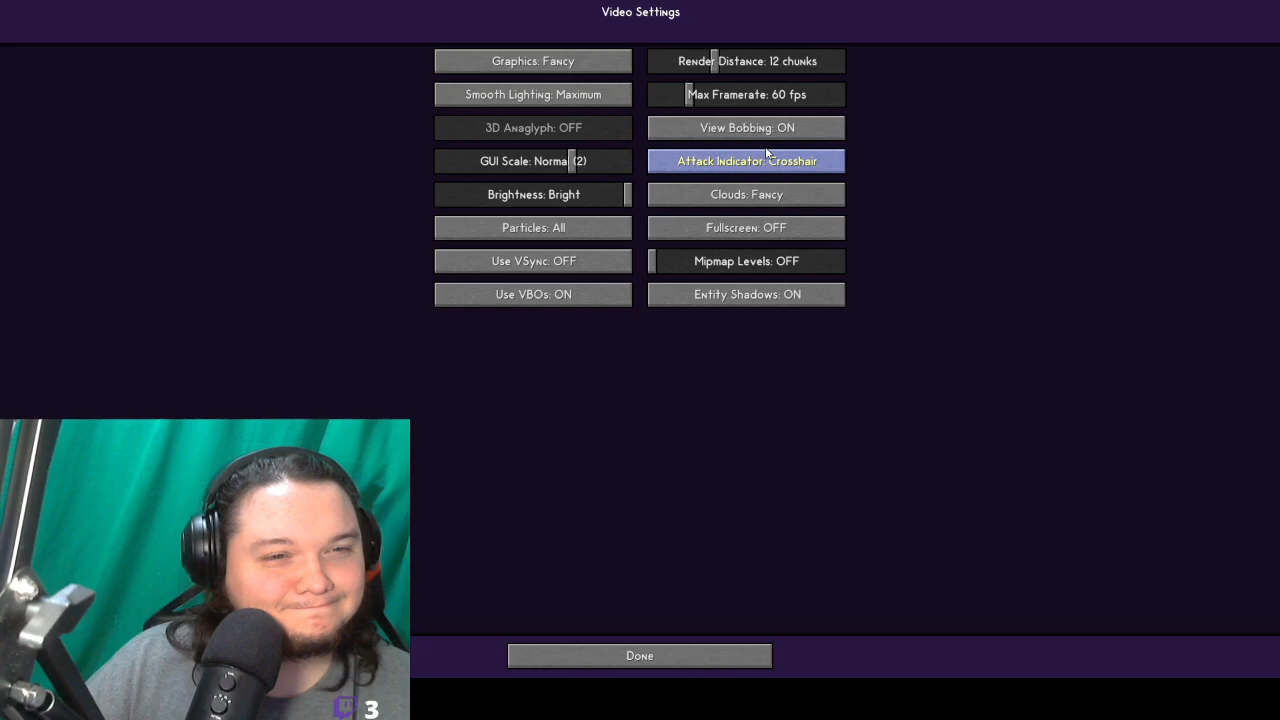 Video Settings
Graphics: Fancy
Render Distance: 12 chunks
Smooth Lighting: Maximum
Max Framerate: 60 fps
3D Anaglyph: OFF
View Bobbing: ON
GUI Scale: Normal (2)
Attack Indicator: Crosshair
Brightness: Bright
Clouds: Fancy
Particles: All
Fullscreen: OFF
Use VSync: OFF
Mipmap Levels: OFF
Use VBOs: ON
Entity Shadows: ON
Done
3